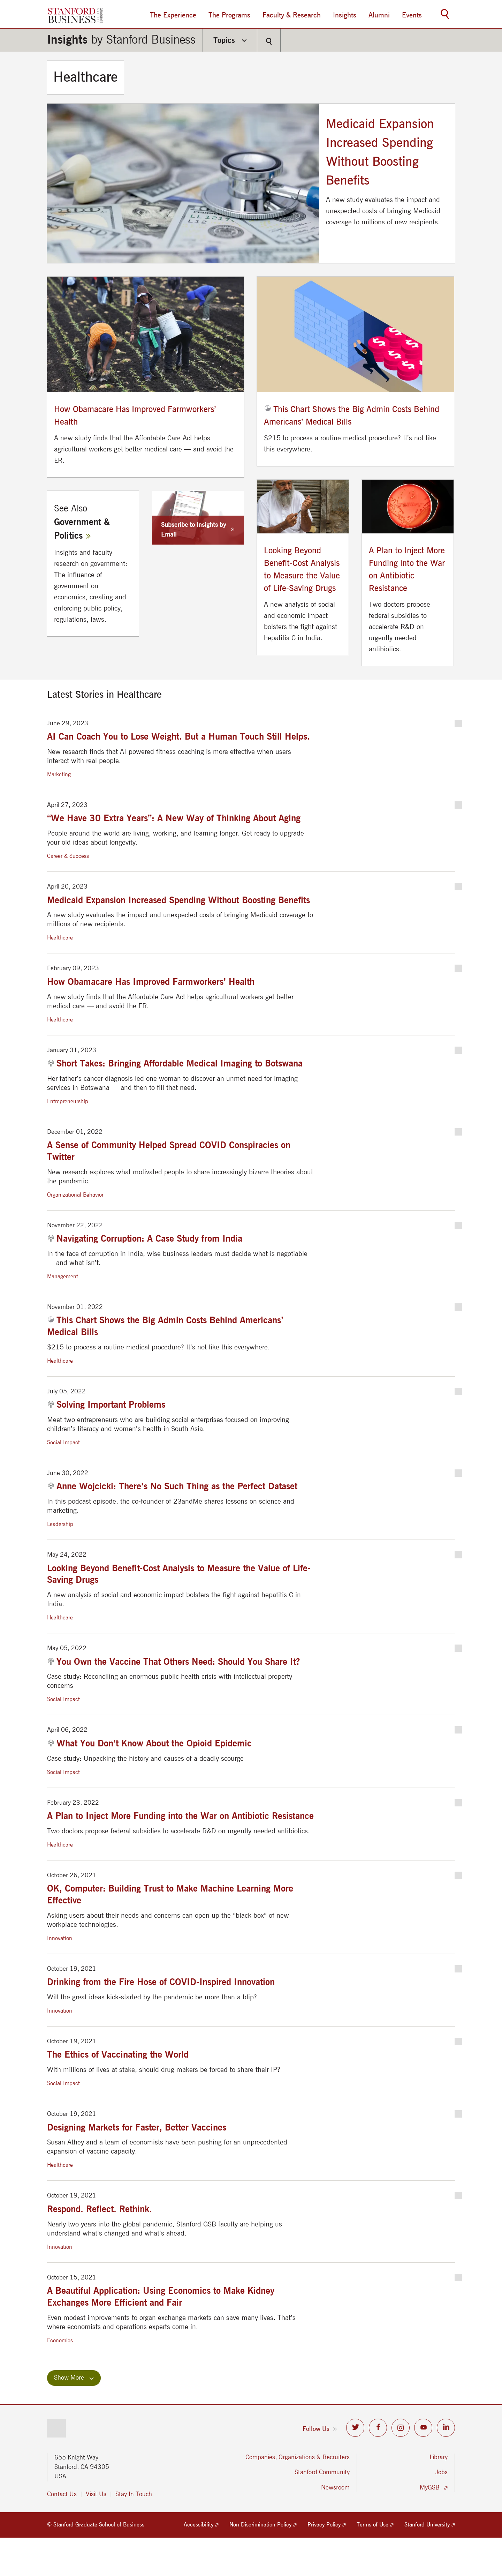 STANFORD
BUSINESS
The Experience
The Programs
Faculty & Research
Insights
Alumni
Events
Insights by Stanford Business
Topics
Healthcare
Medicaid Expansion
Increased Spending
Without Boosting
Benefits
A new study evaluates the impact and
unexpected costs of bringing Medicaid
coverage to millions of new recipients.
How Obamacare Has Improved Farmworkers’
Health
A new study finds that the Affordable Care Act helps
agricultural workers get better medical care — and avoid the
ER.
This Chart Shows the Big Admin Costs Behind
Americans’ Medical Bills
$215 to process a routine medical procedure? It’s not like
this everywhere.
See Also
Government &
Politics »
Insights and faculty
research on government:
The influence of
government on
economics, creating and
enforcing public policy,
regulations, laws.
Subscribe to Insights by
Email
Looking Beyond
Benefit-Cost Analysis
to Measure the Value
of Life-Saving Drugs
A new analysis of social
and economic impact
bolsters the fight against
hepatitis C in India.
A Plan to Inject More
Funding into the War
on Antibiotic
Resistance
Two doctors propose
federal subsidies to
accelerate R&D on
urgently needed
antibiotics.
Latest Stories in Healthcare
June 29, 2023
AI Can Coach You to Lose Weight. But a Human Touch Still Helps.
New research finds that AI-powered fitness coaching is more effective when users
interact with real people.
Marketing
April 27, 2023
“We Have 30 Extra Years”: A New Way of Thinking About Aging
People around the world are living, working, and learning longer. Get ready to upgrade
your old ideas about longevity.
Career & Success
April 20, 2023
Medicaid Expansion Increased Spending Without Boosting Benefits
A new study evaluates the impact and unexpected costs of bringing Medicaid coverage to
millions of new recipients.
Healthcare
February 09, 2023
How Obamacare Has Improved Farmworkers’ Health
A new study finds that the Affordable Care Act helps agricultural workers get better
medical care — and avoid the ER.
Healthcare
January 31, 2023
Short Takes: Bringing Affordable Medical Imaging to Botswana
Her father’s cancer diagnosis led one woman to discover an unmet need for imaging
services in Botswana — and then to fill that need.
Entrepreneurship
December 01, 2022
A Sense of Community Helped Spread COVID Conspiracies on
Twitter
New research explores what motivated people to share increasingly bizarre theories about
the pandemic.
Organizational Behavior
November 22, 2022
Navigating Corruption: A Case Study from India
In the face of corruption in India, wise business leaders must decide what is negotiable
— and what isn’t.
Management
November 01, 2022
This Chart Shows the Big Admin Costs Behind Americans’
Medical Bills
$215 to process a routine medical procedure? It’s not like this everywhere.
Healthcare
July 05, 2022
Solving Important Problems
Meet two entrepreneurs who are building social enterprises focused on improving
children’s literacy and women’s health in South Asia.
Social Impact
June 30, 2022
Anne Wojcicki: There’s No Such Thing as the Perfect Dataset
In this podcast episode, the co-founder of 23andMe shares lessons on science and
marketing.
Leadership
May 24, 2022
Looking Beyond Benefit-Cost Analysis to Measure the Value of Life-
Saving Drugs
A new analysis of social and economic impact bolsters the fight against hepatitis C in
India.
Healthcare
May 05, 2022
You Own the Vaccine That Others Need: Should You Share It?
Case study: Reconciling an enormous public health crisis with intellectual property
concerns
Social Impact
April 06, 2022
What You Don’t Know About the Opioid Epidemic
Case study: Unpacking the history and causes of a deadly scourge
Social Impact
February 23, 2022
A Plan to Inject More Funding into the War on Antibiotic Resistance
Two doctors propose federal subsidies to accelerate R&D on urgently needed antibiotics.
Healthcare
October 26, 2021
OK, Computer: Building Trust to Make Machine Learning More
Effective
Asking users about their needs and concerns can open up the “black box” of new
workplace technologies.
Innovation
October 19, 2021
Drinking from the Fire Hose of COVID-Inspired Innovation
Will the great ideas kick-started by the pandemic be more than a blip?
Innovation
October 19, 2021
The Ethics of Vaccinating the World
With millions of lives at stake, should drug makers be forced to share their IP?
Social Impact
October 19, 2021
Designing Markets for Faster, Better Vaccines
Susan Athey and a team of economists have been pushing for an unprecedented
expansion of vaccine capacity.
Healthcare
October 19, 2021
Respond. Reflect. Rethink.
Nearly two years into the global pandemic, Stanford GSB faculty are helping us
understand what’s changed and what’s ahead.
Innovation
October 15, 2021
A Beautiful Application: Using Economics to Make Kidney
Exchanges More Efficient and Fair
Even modest improvements to organ exchange markets can save many lives. That’s
where economists and operations experts come in.
Economics
Show More
Follow Us
655 Knight Way
Stanford, CA 94305
USA
Contact Us
Visit Us
Stay In Touch
Companies, Organizations & Recruiters
Stanford Community
Newsroom
Library
Jobs
MyGSB
© Stanford Graduate School of Business
Accessibility
Non-Discrimination Policy
Privacy Policy
Terms of Use
Stanford University